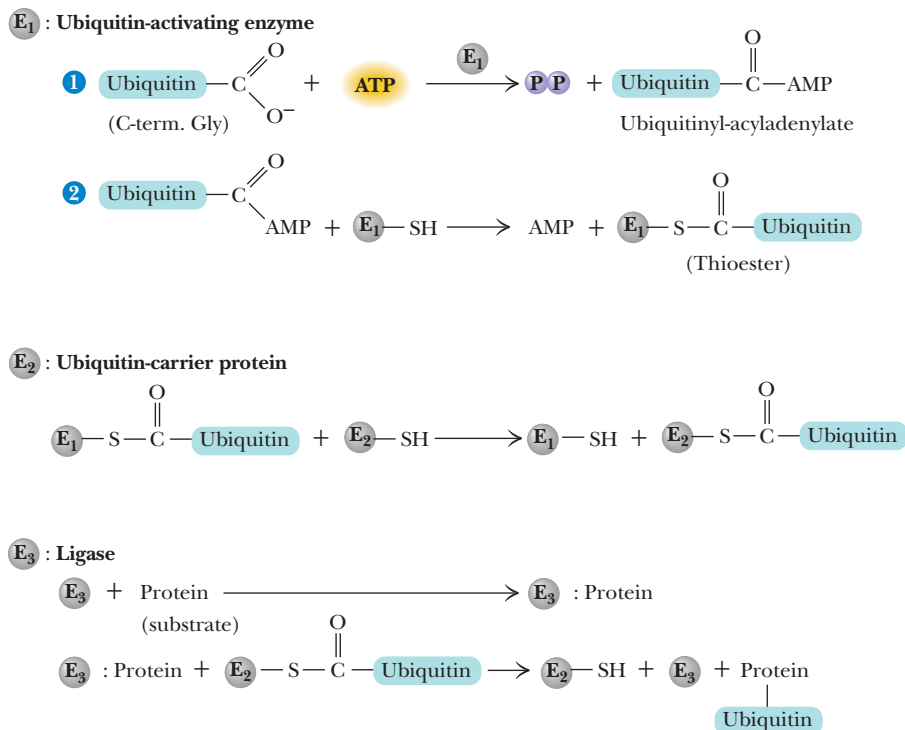 E₁ : Ubiquitin-activating enzyme
1 Ubiquitin C O O⁻ + ATP E₁ P P + Ubiquitin C O AMP
(C-term. Gly) Ubiquitinyl-acyladenylate
2 Ubiquitin C O AMP + E₁ SH AMP + E₁ S C O Ubiquitin
(Thioester)
E₂ : Ubiquitin-carrier protein
E₁ S C O Ubiquitin + E₂ SH E₁ SH + E₂ S C O Ubiquitin
E₃ : Ligase
E₃ + Protein E₃ : Protein
(substrate)
E₃ : Protein + E₂ S C O Ubiquitin E₂ SH + E₃ + Protein
Ubiquitin